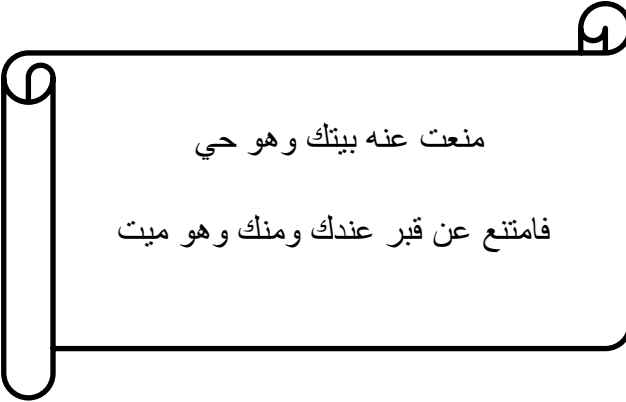 منعت عنه بيتك وهو حي
فامتنع عن قبر عندك ومنك وهو ميت